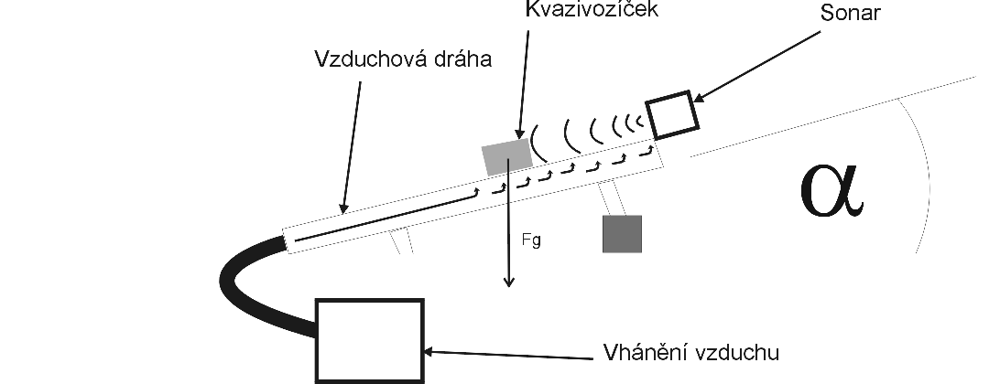 Kvazivozíček
Sonar
Vzduchová dráha
α
Fg
Vhánění vzduchu